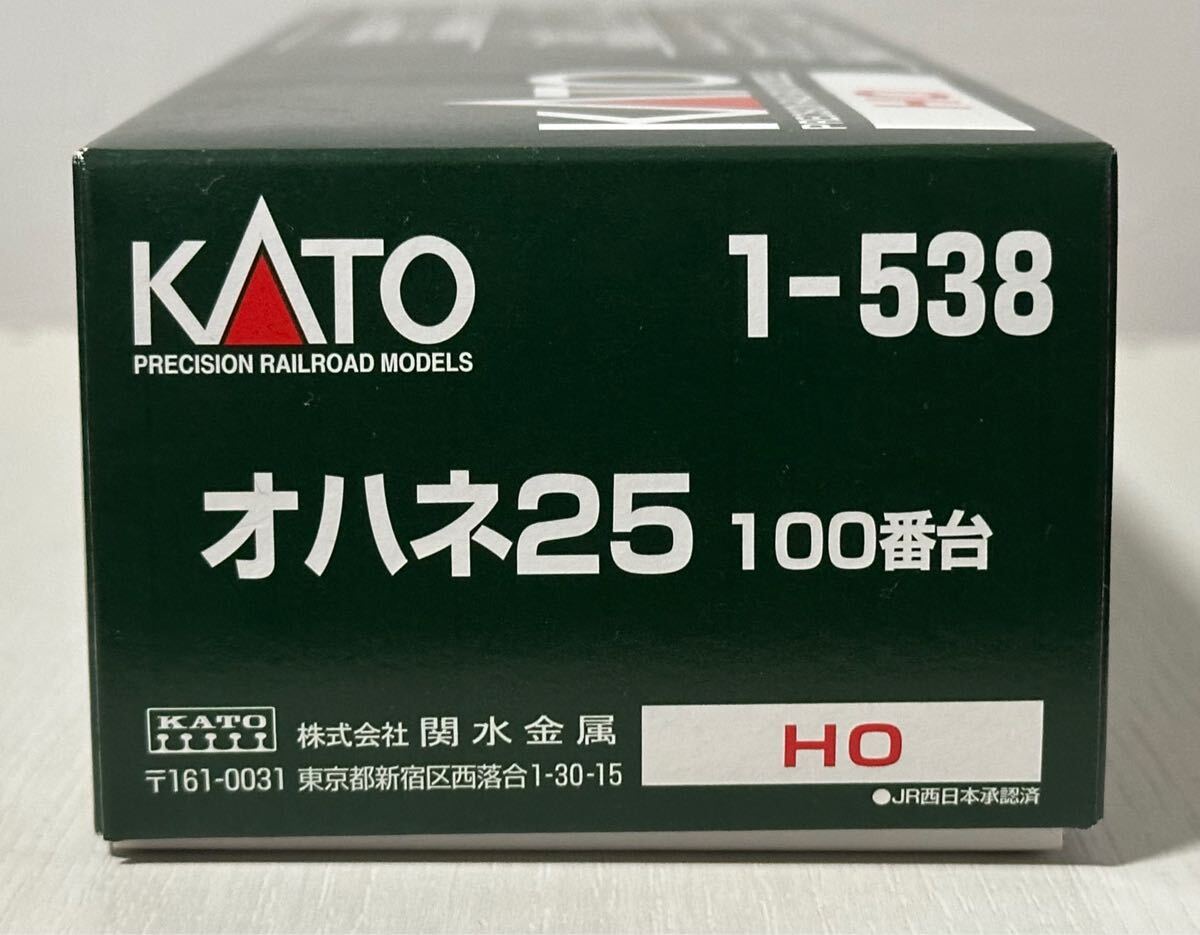 KATO
HO
KATO
PRECISION RAILROAD MODELS
1-538
オハネ25 100番台
KATO
株式会社 関水金属
〒161-0031 東京都新宿区西落合1-30-15
HO
●JR西日本承認済